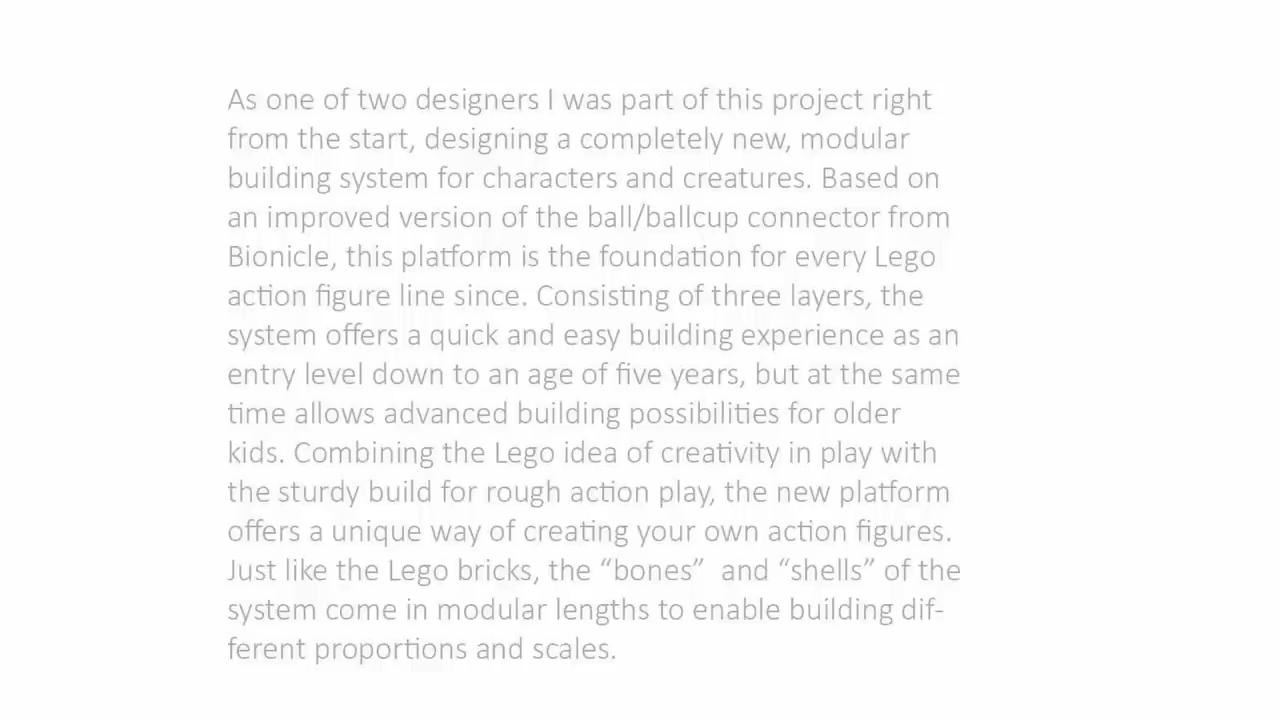 As one of two designers I was part of this project right
from the start, designing a completely new, modular
building system for characters and creatures. Based on
an improved version of the ball/ballcup connector from
Bionicle, this platform is the foundation for every Lego
action figure line since. Consisting of three layers, the
system offers a quick and easy building experience as an
entry level down to an age of five years, but at the same
time allows advanced building possibilities for older
kids. Combining the Lego idea of creativity in play with
the sturdy build for rough action play, the new platform
offers a unique way of creating your own action figures.
Just like the Lego bricks, the “bones”  and “shells” of the
system come in modular lengths to enable building dif-
ferent proportions and scales.